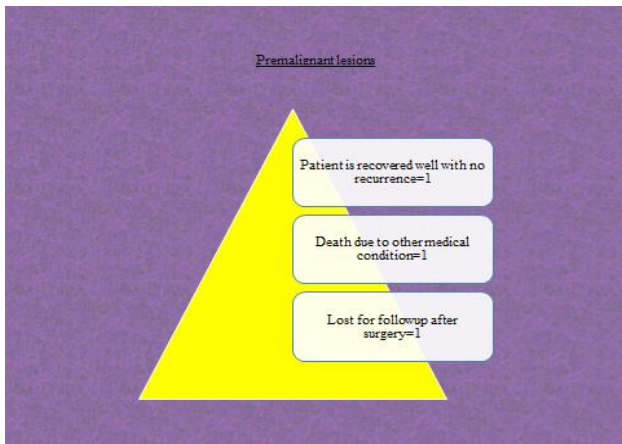 Premalignant lesions
Patient is recovered well with no
recurrence=1
Death due to other medical
condition=1
Lost for followup after
surgery=1